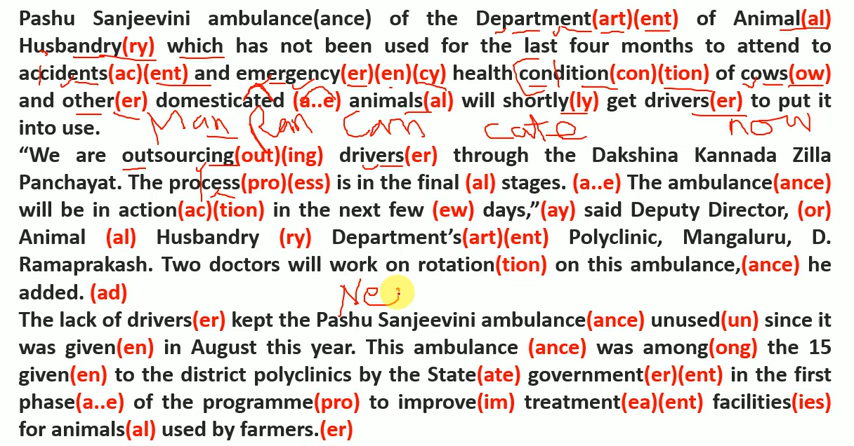 Pashu Sanjeevini ambulance(ance) of the Department(art)(ent) of Animal(al)
Husbandry(ry) which has not been used for the last four months to attend to
accidents(ac)(ent) and emergency(er)(en)(cy) health condition(con)(tion) of cows(ow)
and other(er) domesticated (a..e) animals(al) will shortly(ly) get drivers(er) to put it
into use. Man Ran Cam cate now
“We are outsourcing(out)(ing) drivers(er) through the Dakshina Kannada Zilla
Panchayat. The process(pro)(ess) is in the final (al) stages. (a..e) The ambulance(ance)
will be in action(ac)(tion) in the next few (ew) days,”(ay) said Deputy Director, (or)
Animal (al) Husbandry (ry) Department’s(art)(ent) Polyclinic, Mangaluru, D.
Ramaprakash. Two doctors will work on rotation(tion) on this ambulance,(ance) he
added. (ad) Ne
The lack of drivers(er) kept the Pashu Sanjeevini ambulance(ance) unused(un) since it
was given(en) in August this year. This ambulance (ance) was among(ong) the 15
given(en) to the district polyclinics by the State(ate) government(er)(ent) in the first
phase(a..e) of the programme(pro) to improve(im) treatment(ea)(ent) facilities(ies)
for animals(al) used by farmers.(er)